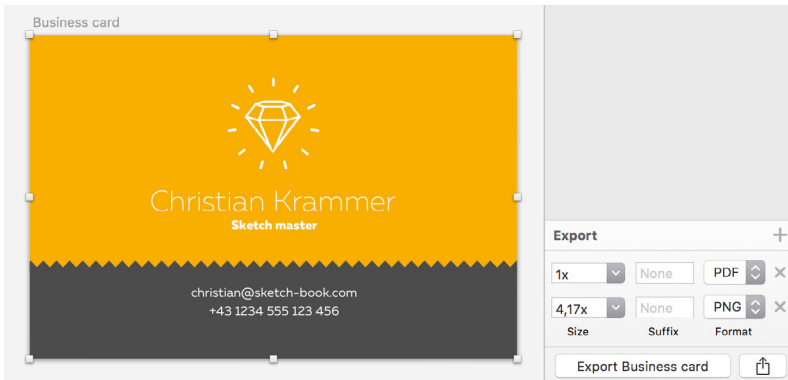 Business card
Christian Krammer
Sketch master
christian@sketch-book.com
+43 1234 555 123 456
Export
1x None PDF
4,17x None PNG
Size Suffix Format
Export Business card